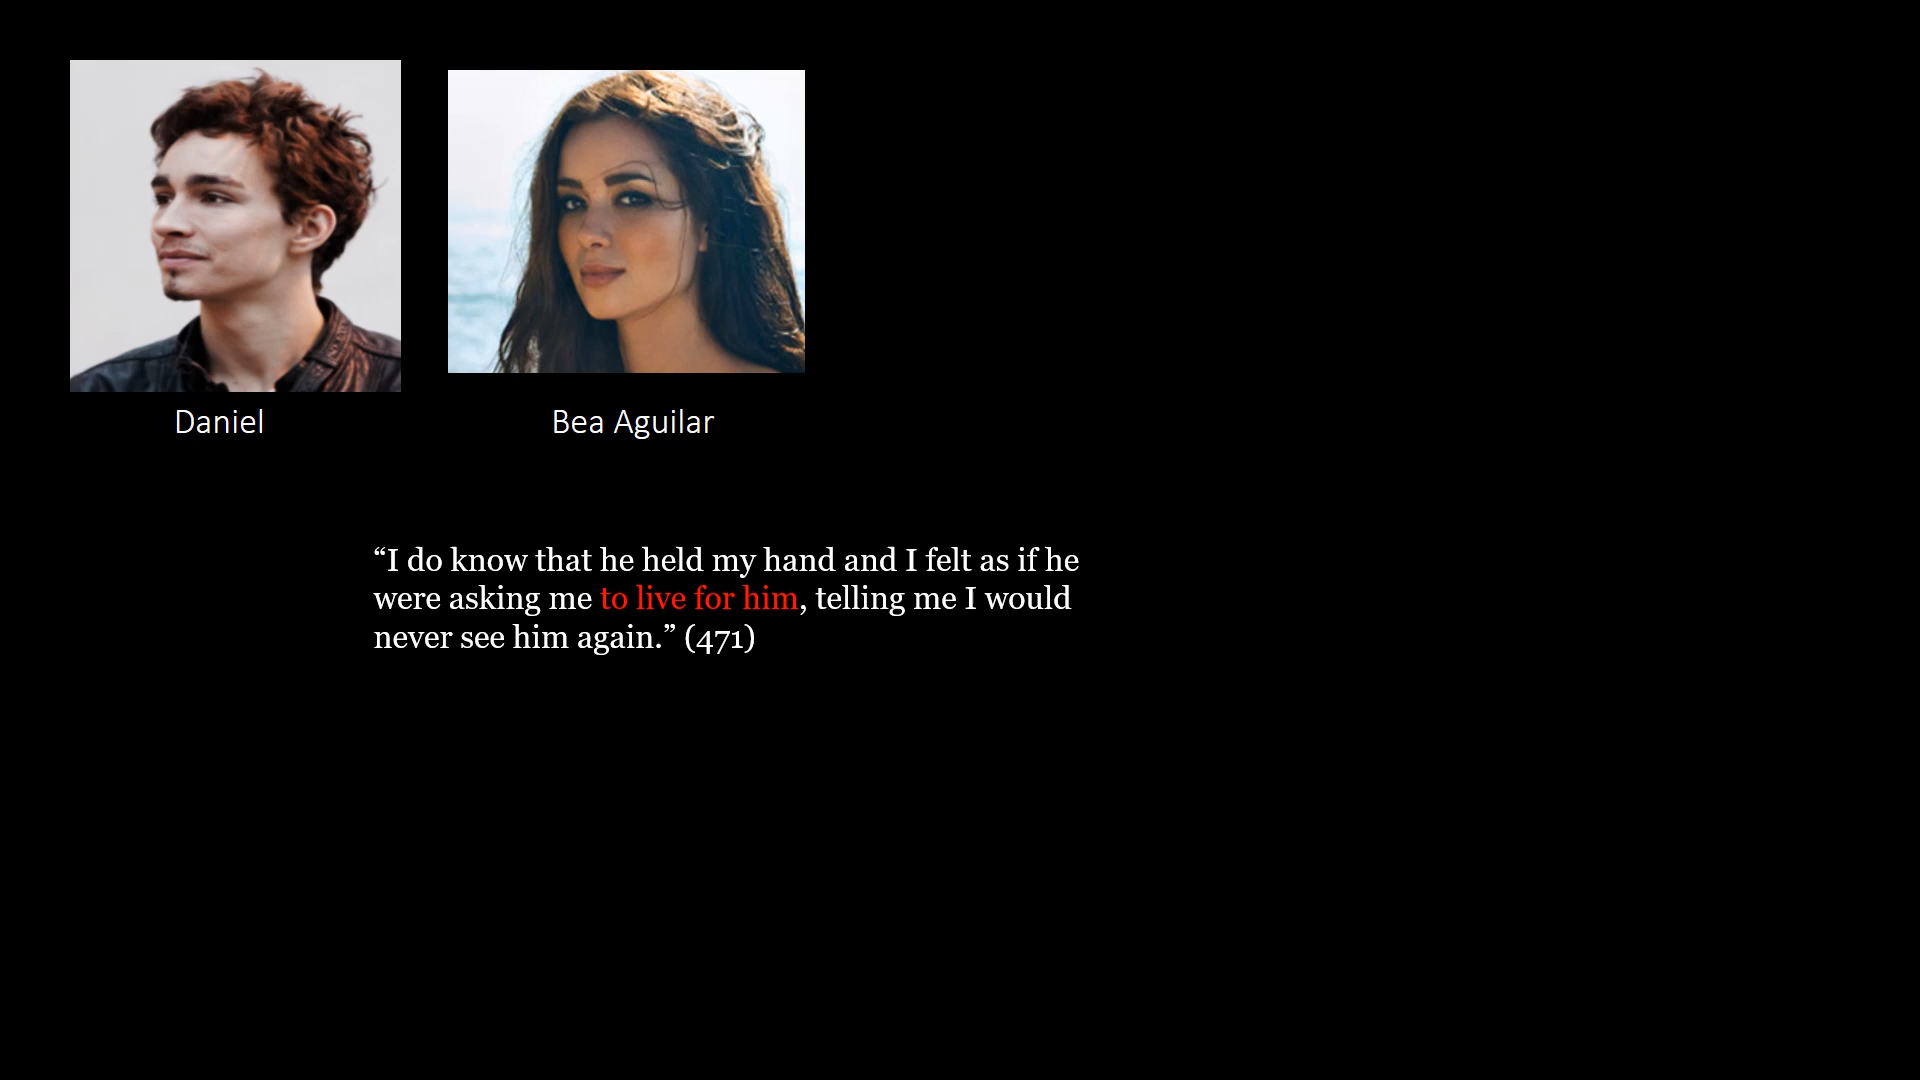 Daniel
Bea Aguilar
“I do know that he held my hand and I felt as if he
were asking me to live for him, telling me I would
never see him again.” (471)